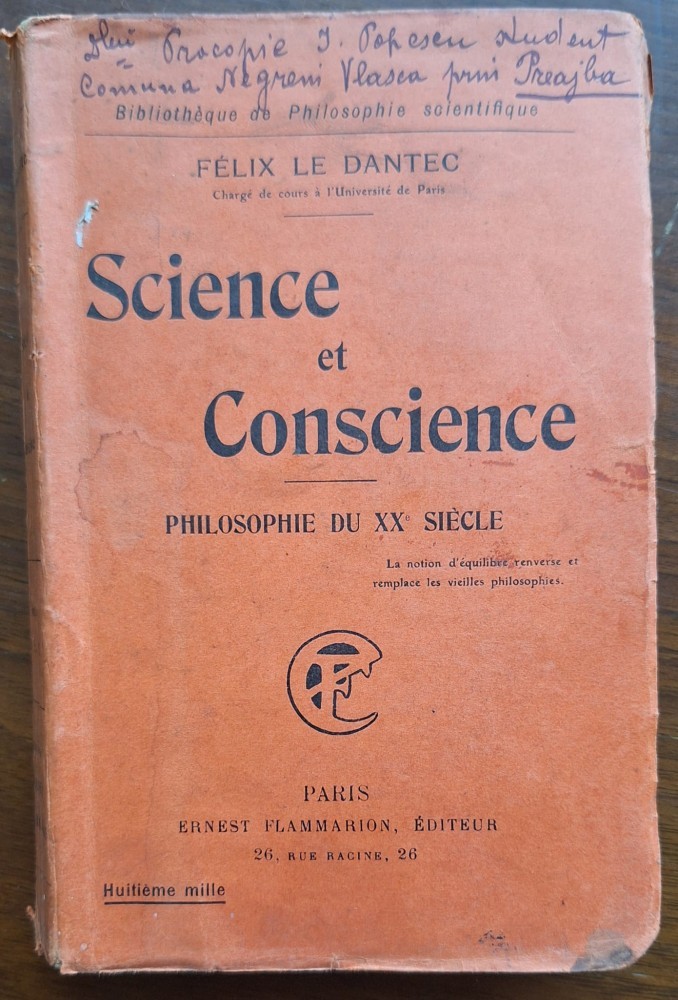 Dlui Procopie I. Popescu student
Comuna Negreni Vlasca prin Preajba
Bibliothèque de Philosophie scientifique
FÉLIX LE DANTEC
Chargé de cours à l'Université de Paris
Science
et
Conscience
PHILOSOPHIE DU XXe SIÈCLE
La notion d'équilibre renverse et
remplace les vieilles philosophies.
PARIS
ERNEST FLAMMARION, ÉDITEUR
26, RUE RACINE, 26
Huitième mille